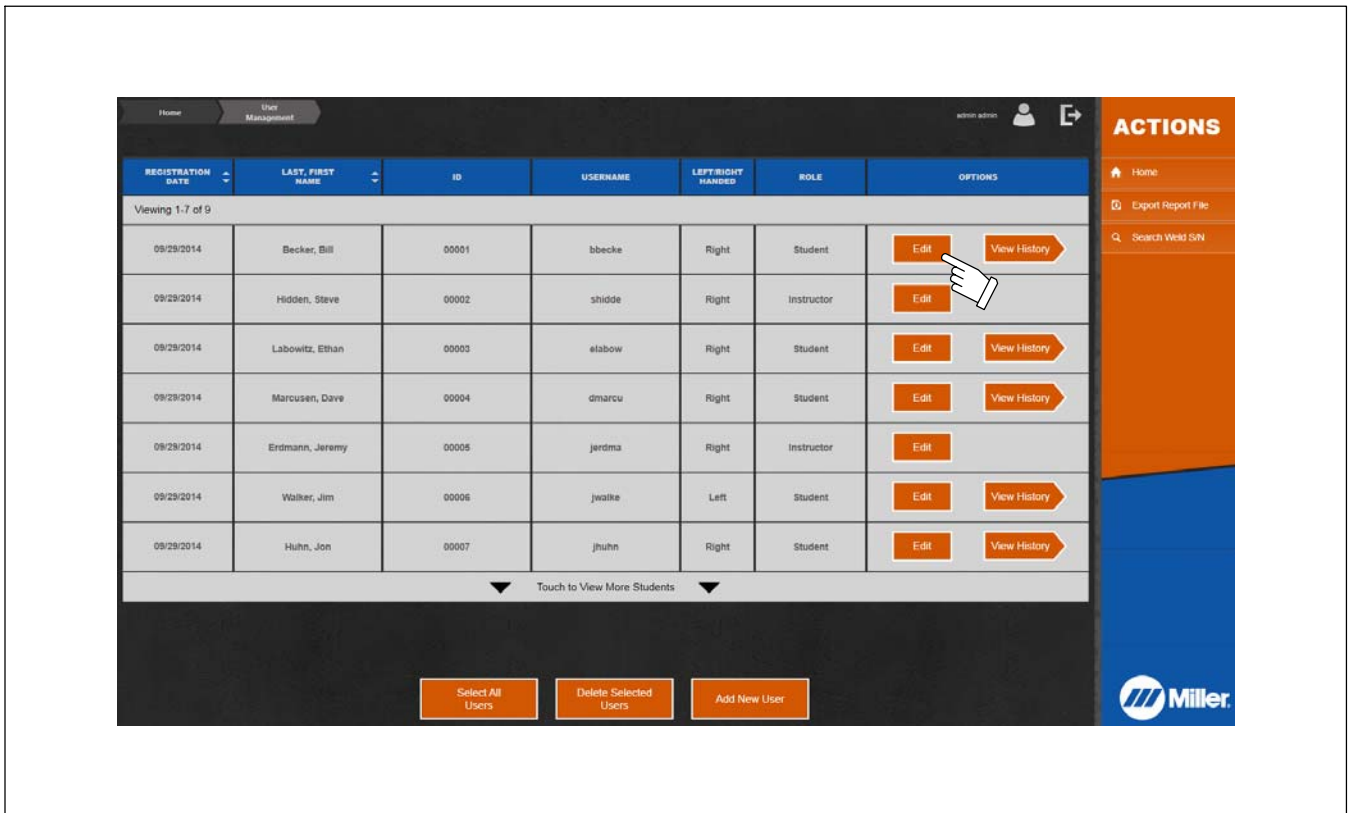 Home
User
Management
admin admin
ACTIONS
REGISTRATION
DATE
LAST, FIRST
NAME
ID
USERNAME
LEFT/RIGHT
HANDED
ROLE
OPTIONS
Home
Viewing 1-7 of 9
Export Report File
09/29/2014 Becker, Bill 00001 bbecke Right Student Edit View History
Search Weld S/N
09/29/2014 Hidden, Steve 00002 shidde Right Instructor Edit
09/29/2014 Labowitz, Ethan 00003 elabow Right Student Edit View History
09/29/2014 Marcusen, Dave 00004 dmarcu Right Student Edit View History
09/29/2014 Erdmann, Jeremy 00005 jerdma Right Instructor Edit
09/29/2014 Walker, Jim 00006 jwalke Left Student Edit View History
09/29/2014 Huhn, Jon 00007 jhuhn Right Student Edit View History
Touch to View More Students
Select All
Users
Delete Selected
Users
Add New User
Miller.